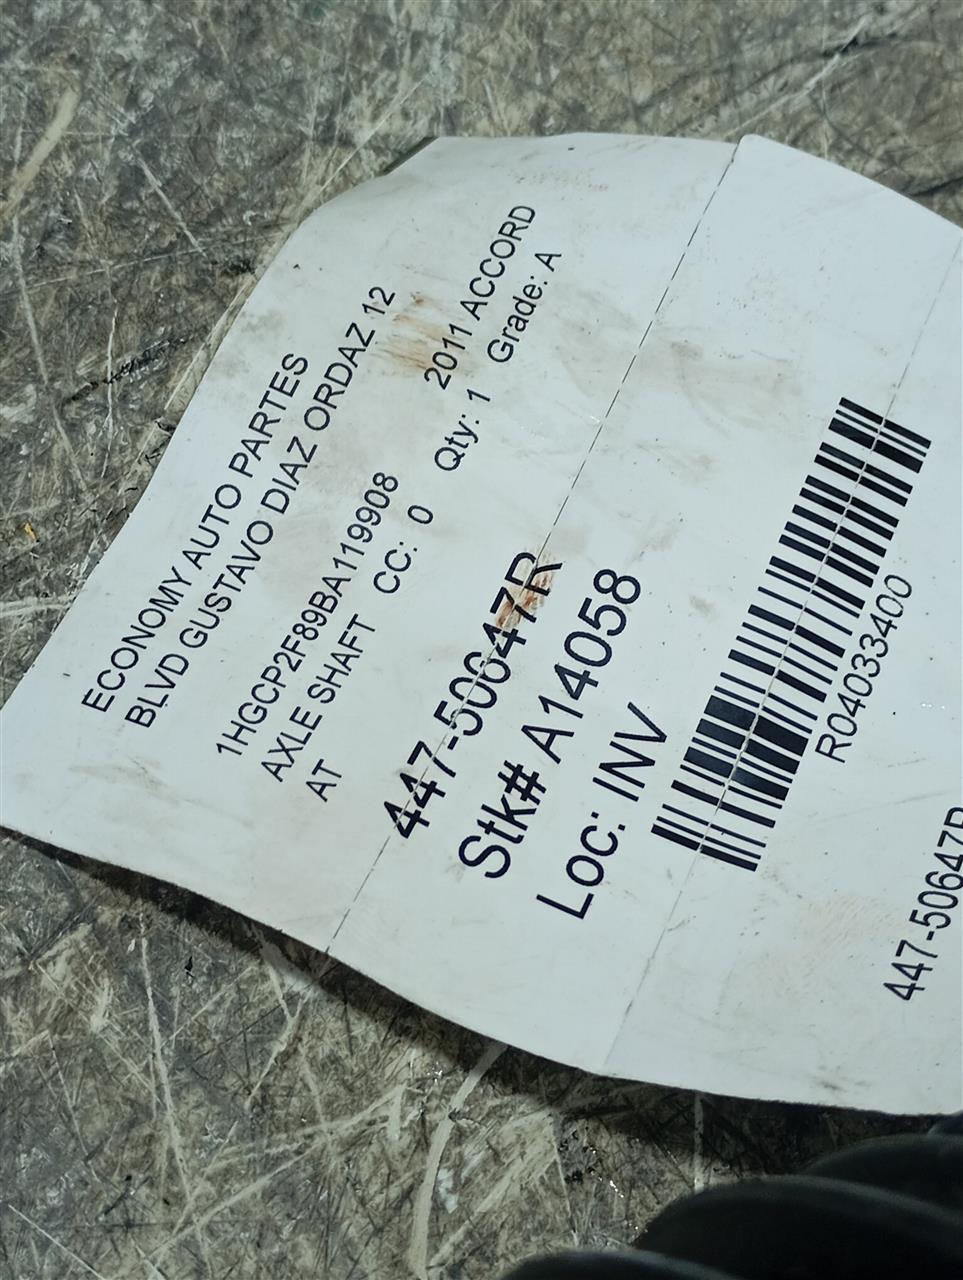 ECONOMY AUTO PARTES
BLVD GUSTAVO DIAZ ORDAZ 12
1HGCP2F89BA119908 2011 ACCORD
AXLE SHAFT CC: 0 Qty: 1 Grade: A
AT
447-50647R
Stk# A14058
Loc: INV
R04033400
447-50647R